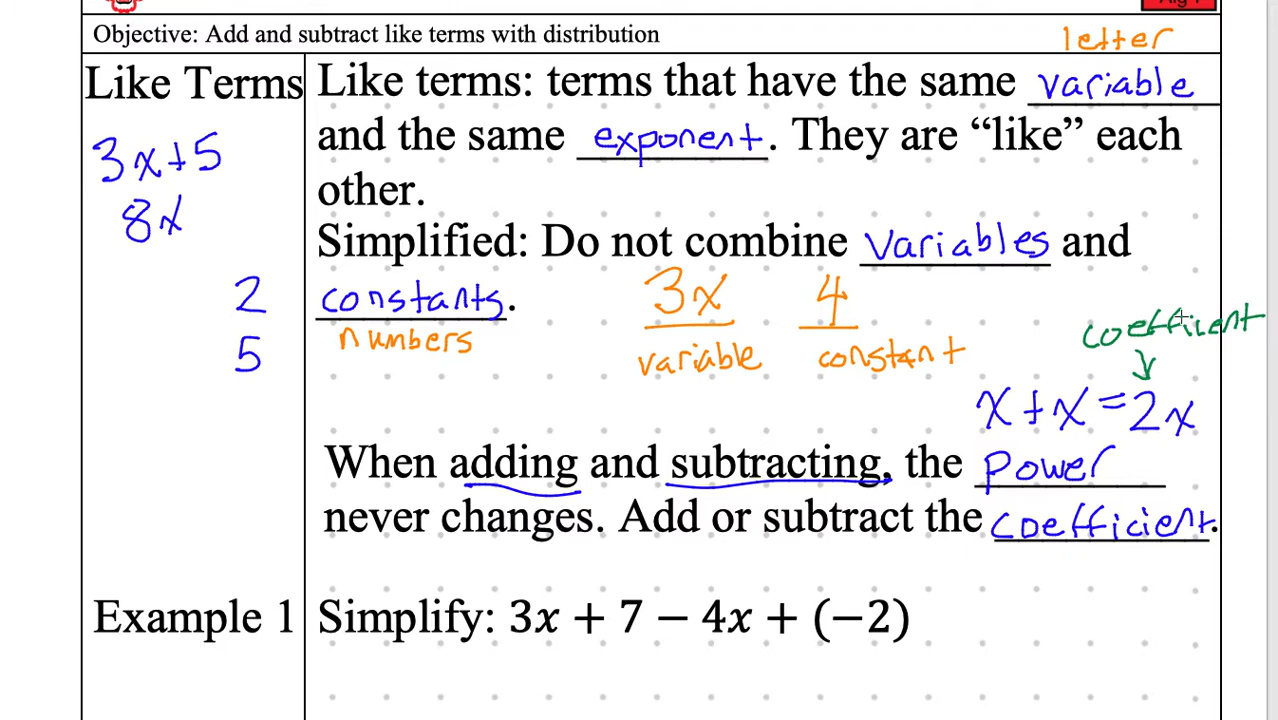 Objective: Add and subtract like terms with distribution
letter
Like Terms
Like terms: terms that have the same variable
and the same exponent. They are “like” each
other.
3x+5
8x
Simplified: Do not combine variables and
constants.
numbers
2
5
3x
variable
4
constant
coefficient
x+x=2x
When adding and subtracting, the power
never changes. Add or subtract the coefficient.
Example 1
Simplify: 3x + 7 − 4x + (−2)